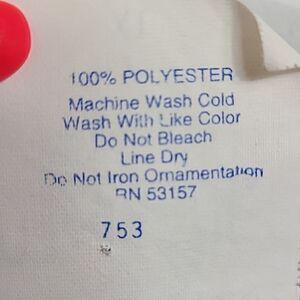 100% POLYESTER
Machine Wash Cold
Wash With Like Color
Do Not Bleach
Line Dry
Do Not Iron Ornamentation
RN 53157
753